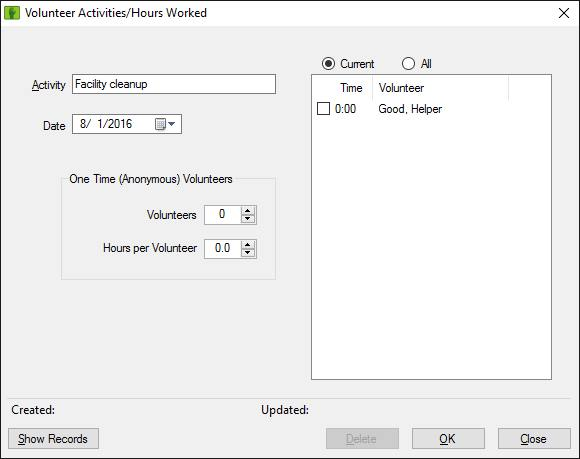 Volunteer Activities/Hours Worked
Current All
Activity Facility cleanup
Time Volunteer
0:00 Good, Helper
Date 8/ 1/2016
One Time (Anonymous) Volunteers
Volunteers 0
Hours per Volunteer 0.0
Created: Updated:
Show Records Delete OK Close